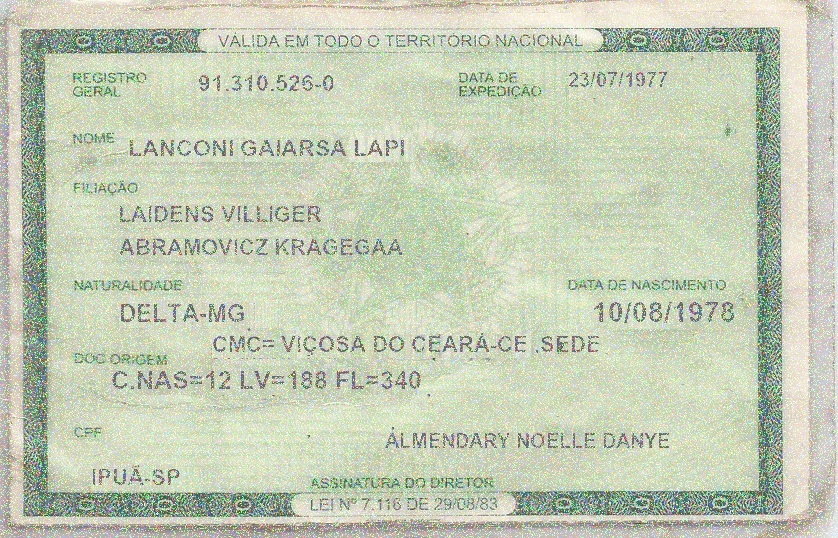 VÁLIDA EM TODO O TERRITÓRIO NACIONAL
REGISTRO GERAL 91.310.526-0 DATA DE EXPEDIÇÃO 23/07/1977
NOME LANCONI GAIARSA LAPI
FILIAÇÃO
LAIDENS VILLIGER
ABRAMOVICZ KRAGEGAA
NATURALIDADE DATA DE NASCIMENTO
DELTA-MG 10/08/1978
CMC= VIÇOSA DO CEARÁ-CE ,SEDE
DOC ORIGEM
C.NAS=12 LV=188 FL=340
CPF
ÁLMENDARY NOELLE DANYE
IPUÃ-SP
ASSINATURA DO DIRETOR
LEI Nº 7.116 DE 29/08/83